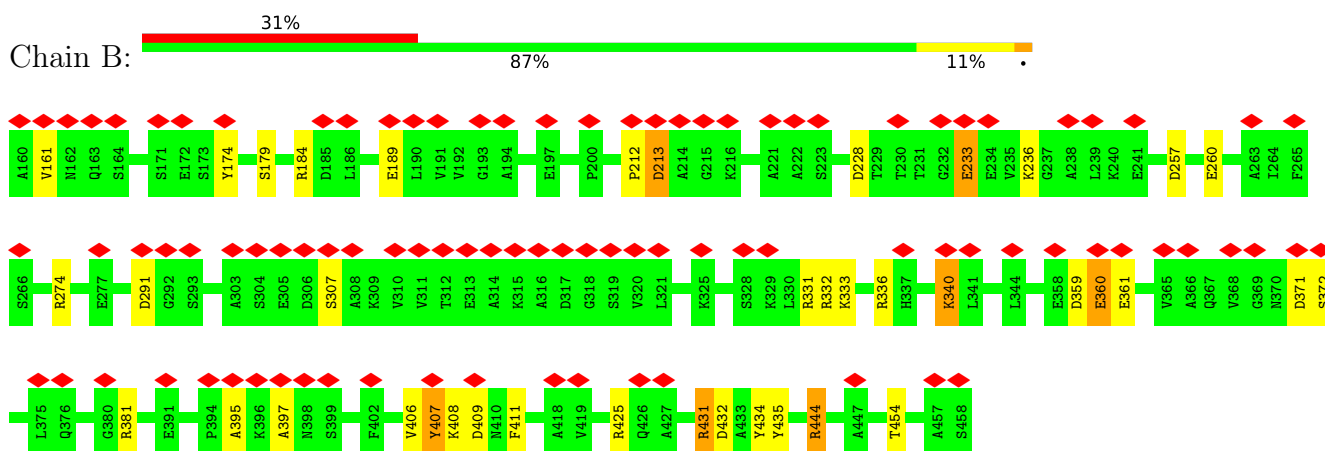 31%
Chain B:
87% 11% •
A160 V161 N162 Q163 S164 S171 E172 S173 Y174 S179 R184 D185 L186 E189 L190 V191 V192 G193 A194 E197 P200 P212 D213 A214 G215 K216 A221 A222 S223 D228 T229 T230 T231 G232 E233 E234 V235 K236 G237 A238 L239 K240 E241 D257 E260 A263 I264 F265
S266 R274 E277 D291 G292 S293 A303 S304 E305 D306 S307 A308 K309 V310 V311 T312 E313 A314 K315 A316 D317 G318 S319 V320 L321 K325 S328 K329 L330 R331 R332 K333 R336 H337 K340 L341 L344 E358 D359 E360 E361 V365 A366 Q367 V368 G369 N370 D371 S372
L375 Q376 G380 R381 E391 P394 A395 K396 A397 N398 S399 F402 V406 Y407 K408 D409 N410 F411 A418 V419 R425 Q426 A427 R431 D432 A433 Y434 Y435 R444 A447 T454 A457 S458